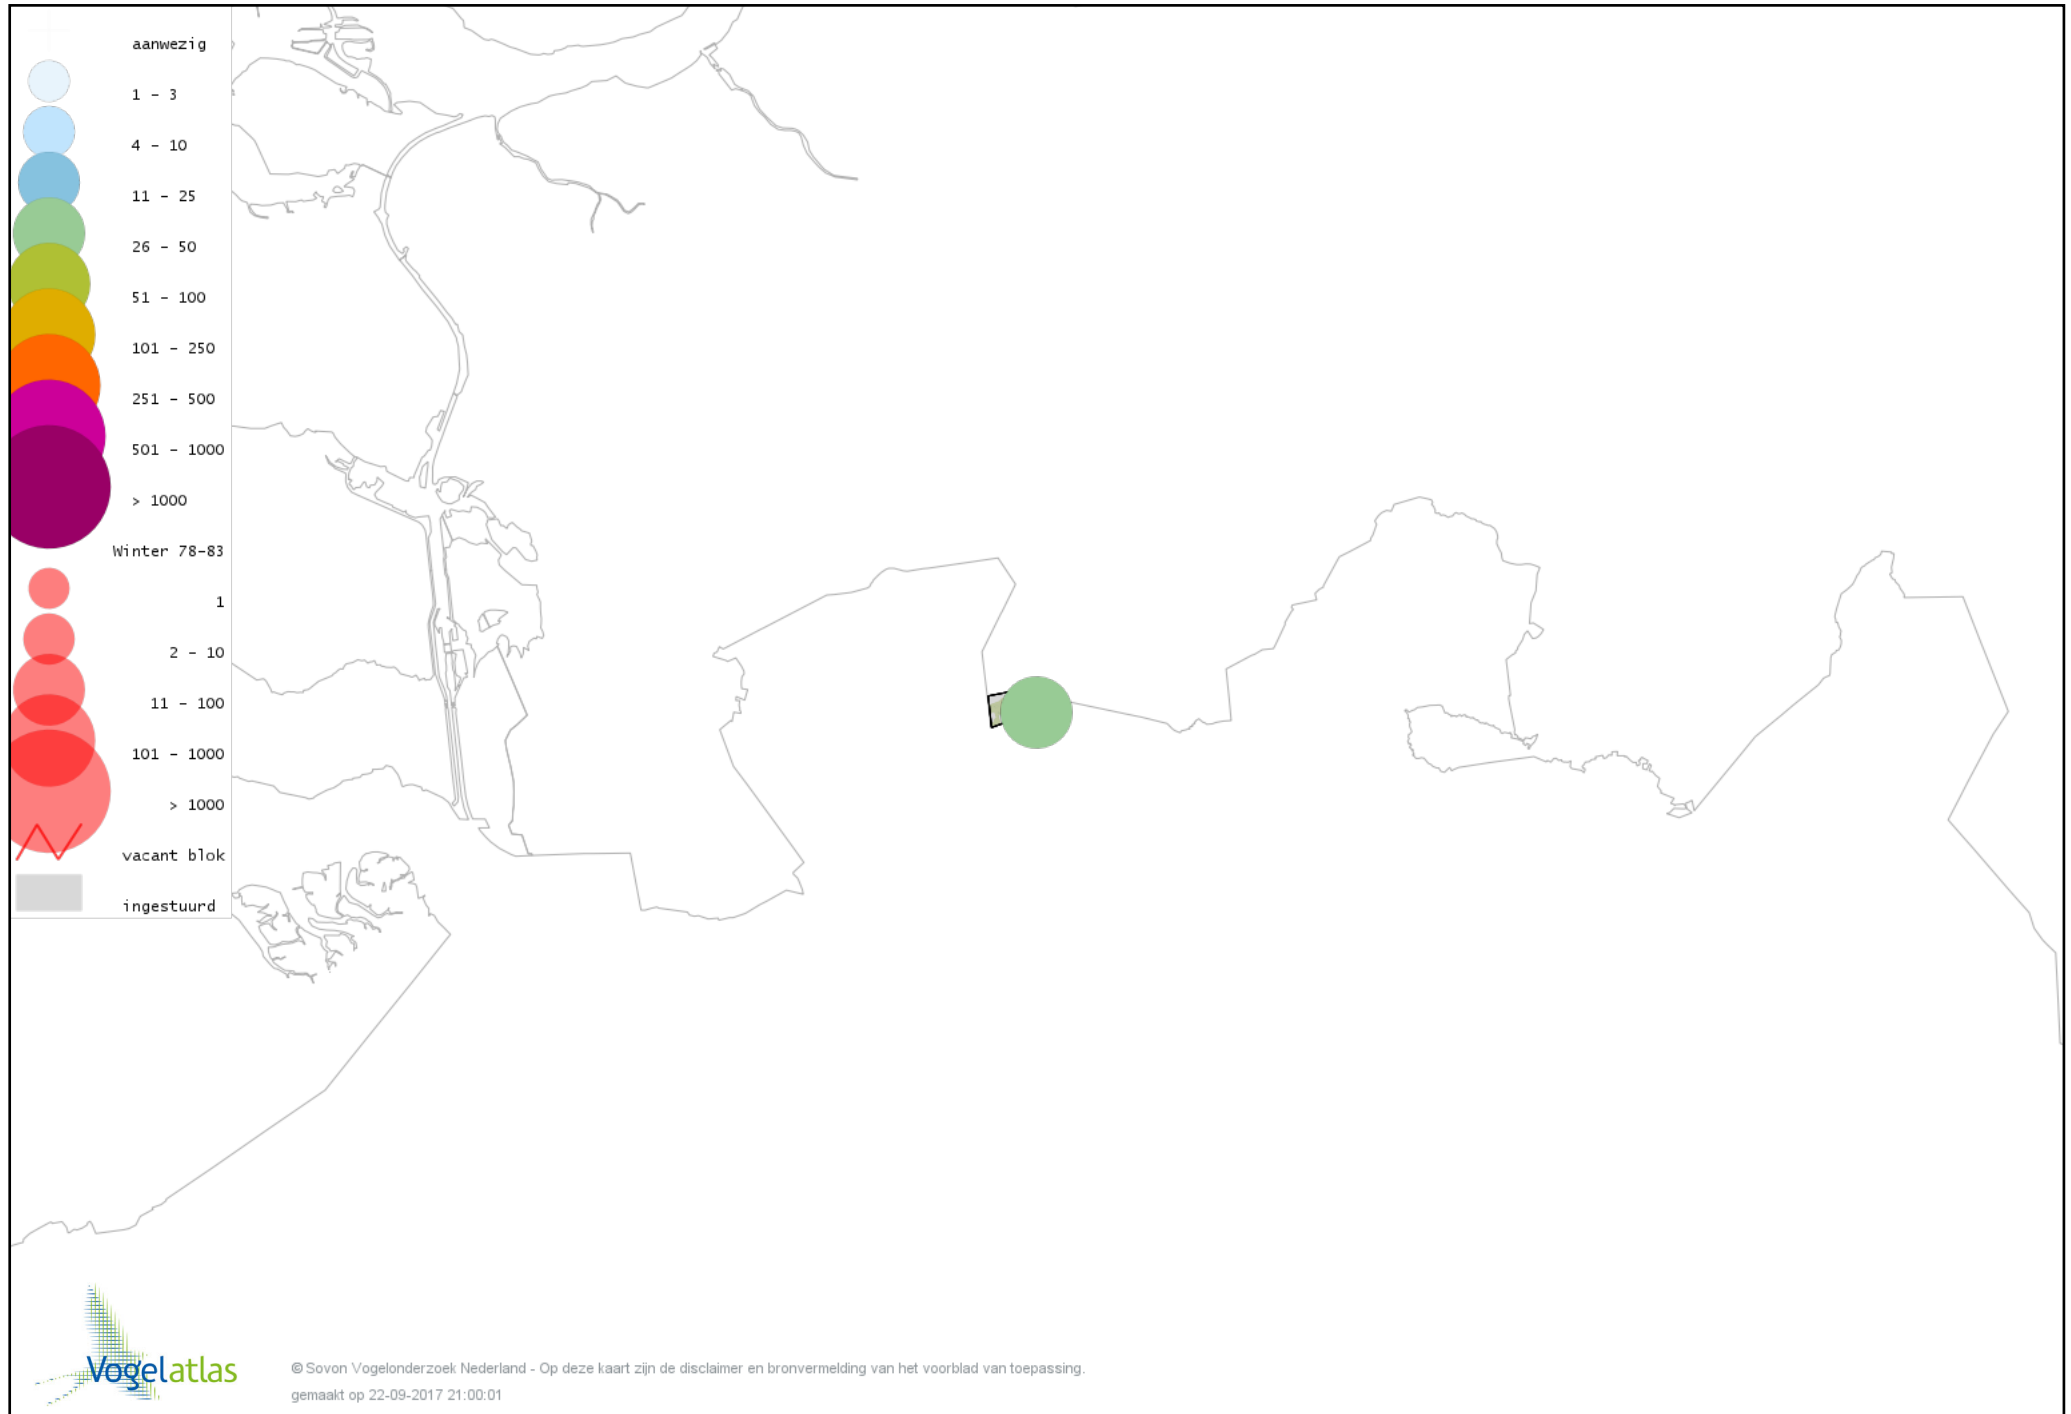 aanwezig
1 - 3
4 - 10
11 - 25
26 - 50
51 - 100
101 - 250
251 - 500
501 - 1000
> 1000
Winter 78-83
1
2 - 10
11 - 100
101 - 1000
> 1000
vacant blok
ingestuurd
Vogelatlas
© Sovon Vogelonderzoek Nederland - Op deze kaart zijn de disclaimer en bronvermelding van het voorblad van toepassing.
gemaakt op 22-09-2017 21:00:01